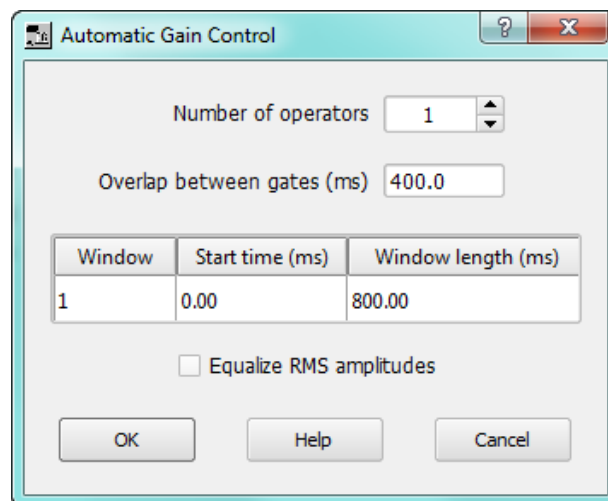 Automatic Gain Control
Number of operators 1
Overlap between gates (ms) 400.0
Window Start time (ms) Window length (ms)
1 0.00 800.00
Equalize RMS amplitudes
OK Help Cancel